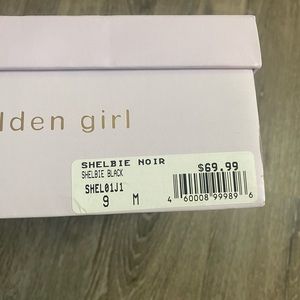 lden girl
SHELBIE NOIR
$69.99
SHELBIE BLACK
SHEL01J1
9 M
4 60008 99989 6